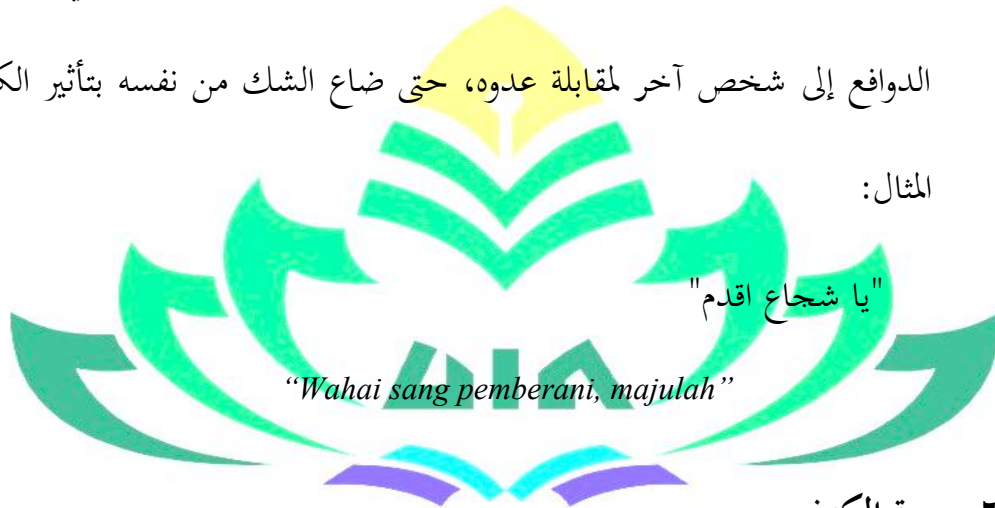 الدوافع إلى شخص آخر لمقابلة عدوه، حتى ضاع الشك من نفسه بتأثير
المثال:
"يا شجاع اقدم"
“Wahai sang pemberani, majulah”
UIN